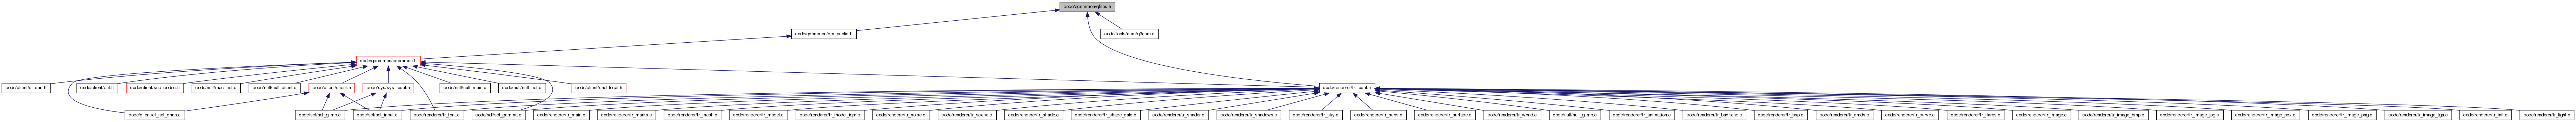 code/qcommon/qfiles.h
code/qcommon/cm_public.h
code/tools/asm/q3asm.c
code/qcommon/qcommon.h
code/client/cl_curl.h
code/client/qal.h
code/client/snd_codec.h
code/null/mac_net.c
code/null/null_client.c
code/client/client.h
code/sys/sys_local.h
code/null/null_main.c
code/null/null_net.c
code/client/snd_local.h
code/renderer/tr_local.h
code/client/cl_net_chan.c
code/sdl/sdl_glimp.c
code/sdl/sdl_input.c
code/renderer/tr_font.c
code/sdl/sdl_gamma.c
code/renderer/tr_main.c
code/renderer/tr_marks.c
code/renderer/tr_mesh.c
code/renderer/tr_model.c
code/renderer/tr_model_iqm.c
code/renderer/tr_noise.c
code/renderer/tr_scene.c
code/renderer/tr_shade.c
code/renderer/tr_shade_calc.c
code/renderer/tr_shader.c
code/renderer/tr_shadows.c
code/renderer/tr_sky.c
code/renderer/tr_subs.c
code/renderer/tr_surface.c
code/renderer/tr_world.c
code/null/null_glimp.c
code/renderer/tr_animation.c
code/renderer/tr_backend.c
code/renderer/tr_bsp.c
code/renderer/tr_cmds.c
code/renderer/tr_curve.c
code/renderer/tr_flares.c
code/renderer/tr_image.c
code/renderer/tr_image_bmp.c
code/renderer/tr_image_jpg.c
code/renderer/tr_image_pcx.c
code/renderer/tr_image_png.c
code/renderer/tr_image_tga.c
code/renderer/tr_init.c
code/renderer/tr_light.c